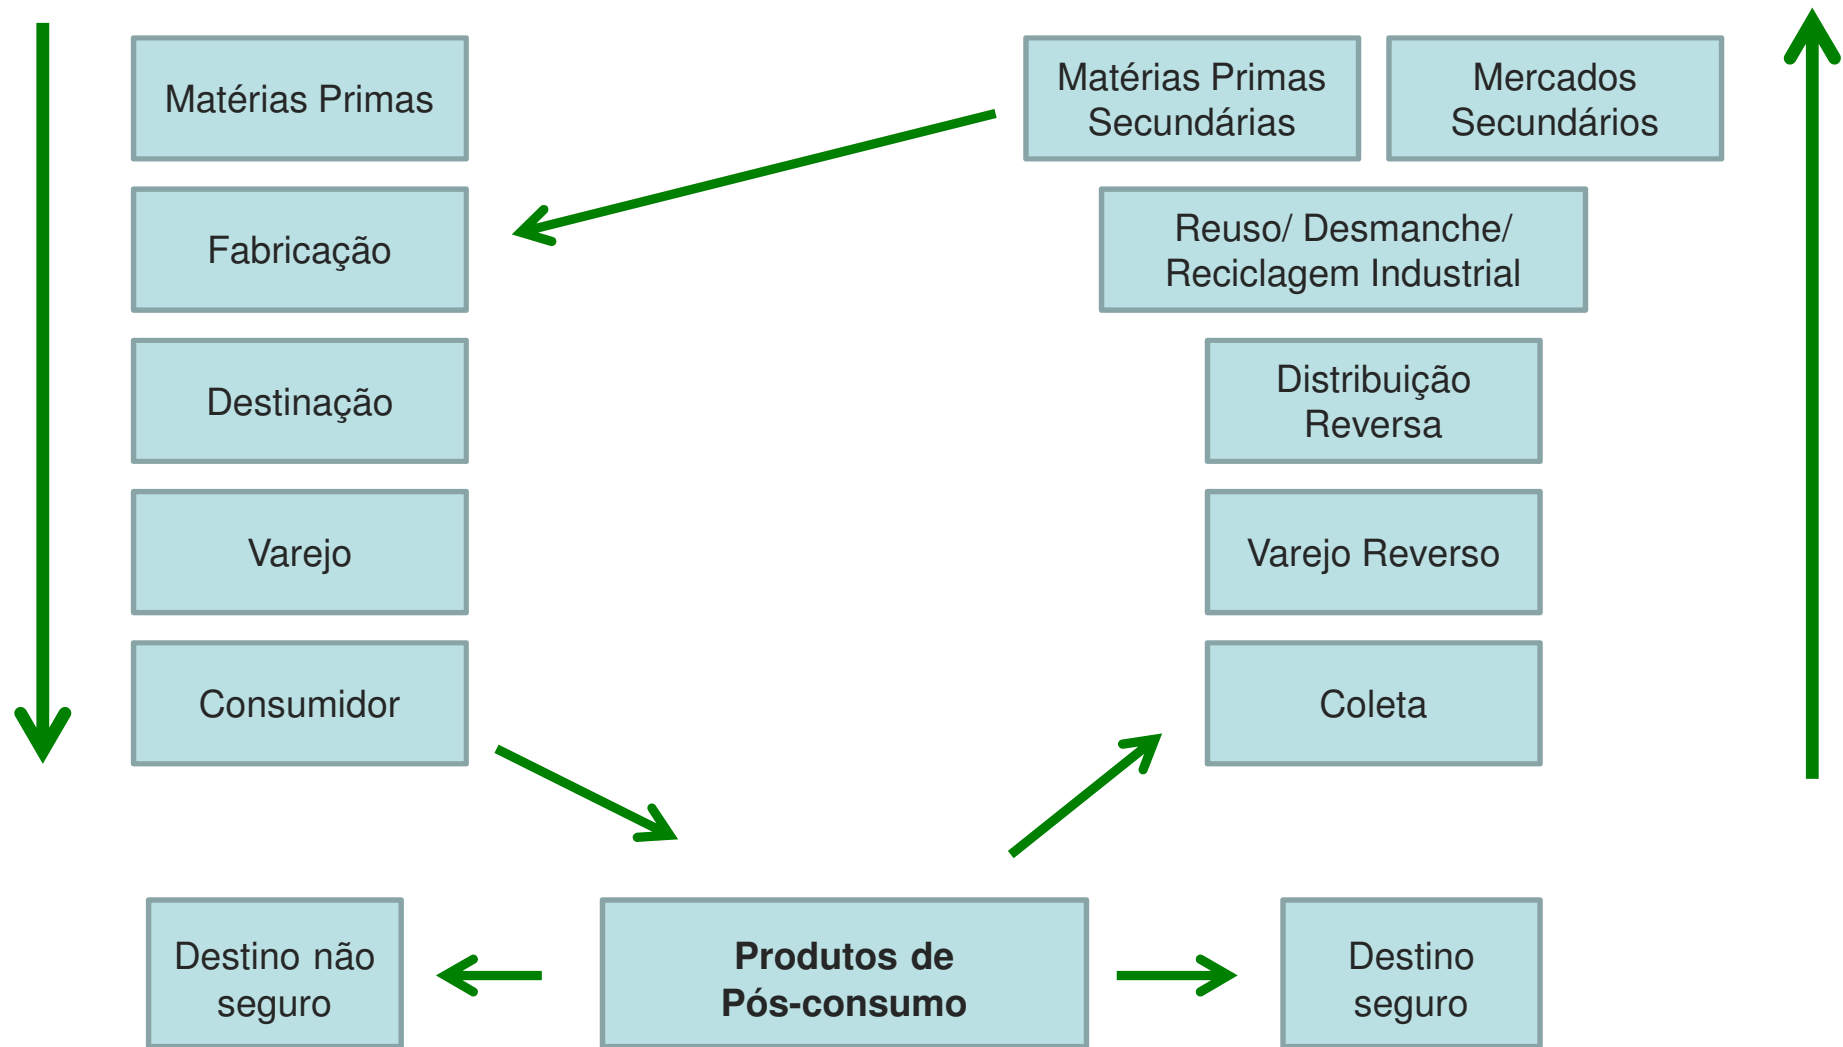 Matérias Primas
Fabricação
Destinação
Varejo
Consumidor
Matérias Primas
Secundárias
Mercados
Secundários
Reuso/ Desmanche/
Reciclagem Industrial
Distribuição
Reversa
Varejo Reverso
Coleta
Destino não
seguro
Produtos de
Pós-consumo
Destino
seguro